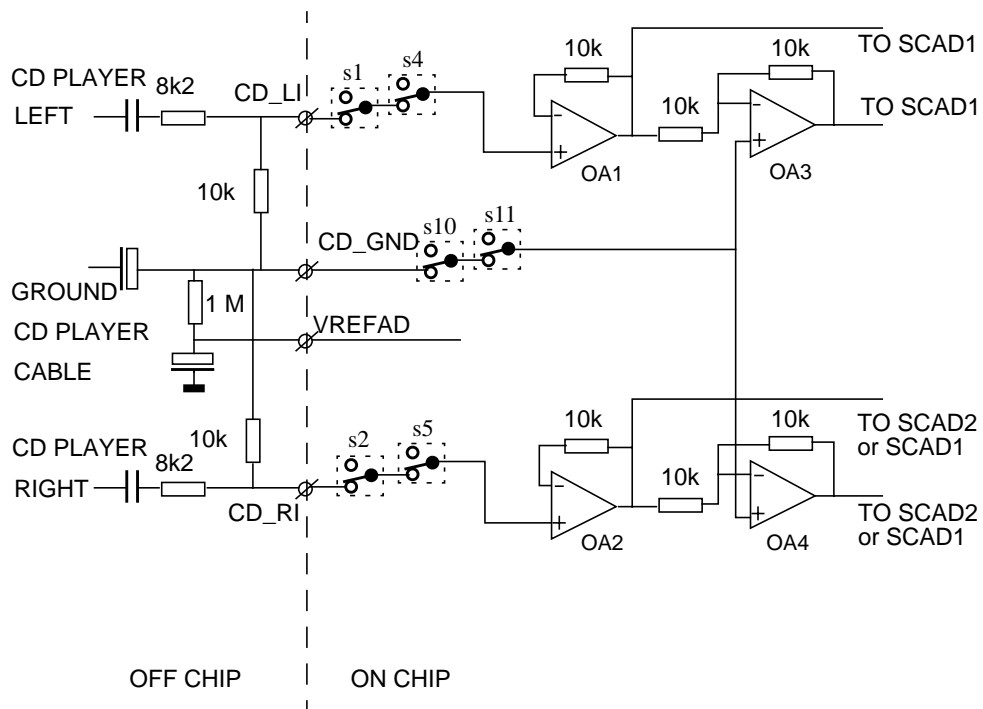 10k
10k
TO SCAD1
CD PLAYER
LEFT
8k2
CD_LI
s1
s4
10k
TO SCAD1
-
+
OA1
-
+
OA3
10k
CD_GND
s10
s11
GROUND
1 M
CD PLAYER
CABLE
VREFAD
10k
10k
TO SCAD2
or SCAD1
CD PLAYER
RIGHT
8k2
10k
CD_RI
s2
s5
10k
-
+
OA2
-
+
OA4
TO SCAD2
or SCAD1
OFF CHIP
ON CHIP